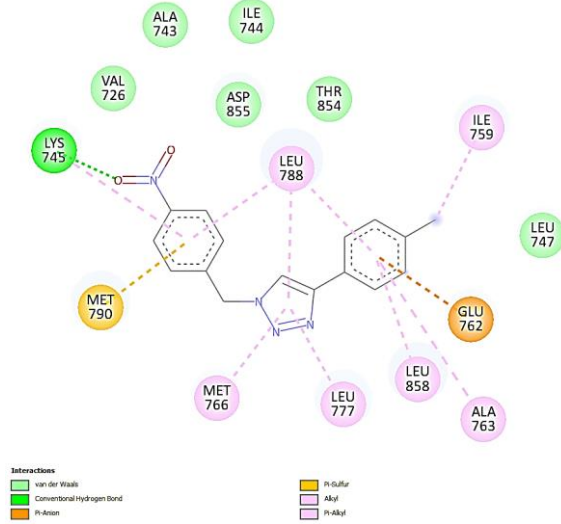 ALA
743
ILE
744
VAL
726
ASP
855
THR
854
LYS
745
LEU
788
ILE
759
O
O
N
LEU
747
MET
790
N
N
N
GLU
762
MET
766
LEU
777
LEU
858
ALA
763
Interactions
van der Waals
Conventional Hydrogen Bond
Pi-Anion
Pi-Sulfur
Alkyl
Pi-Alkyl